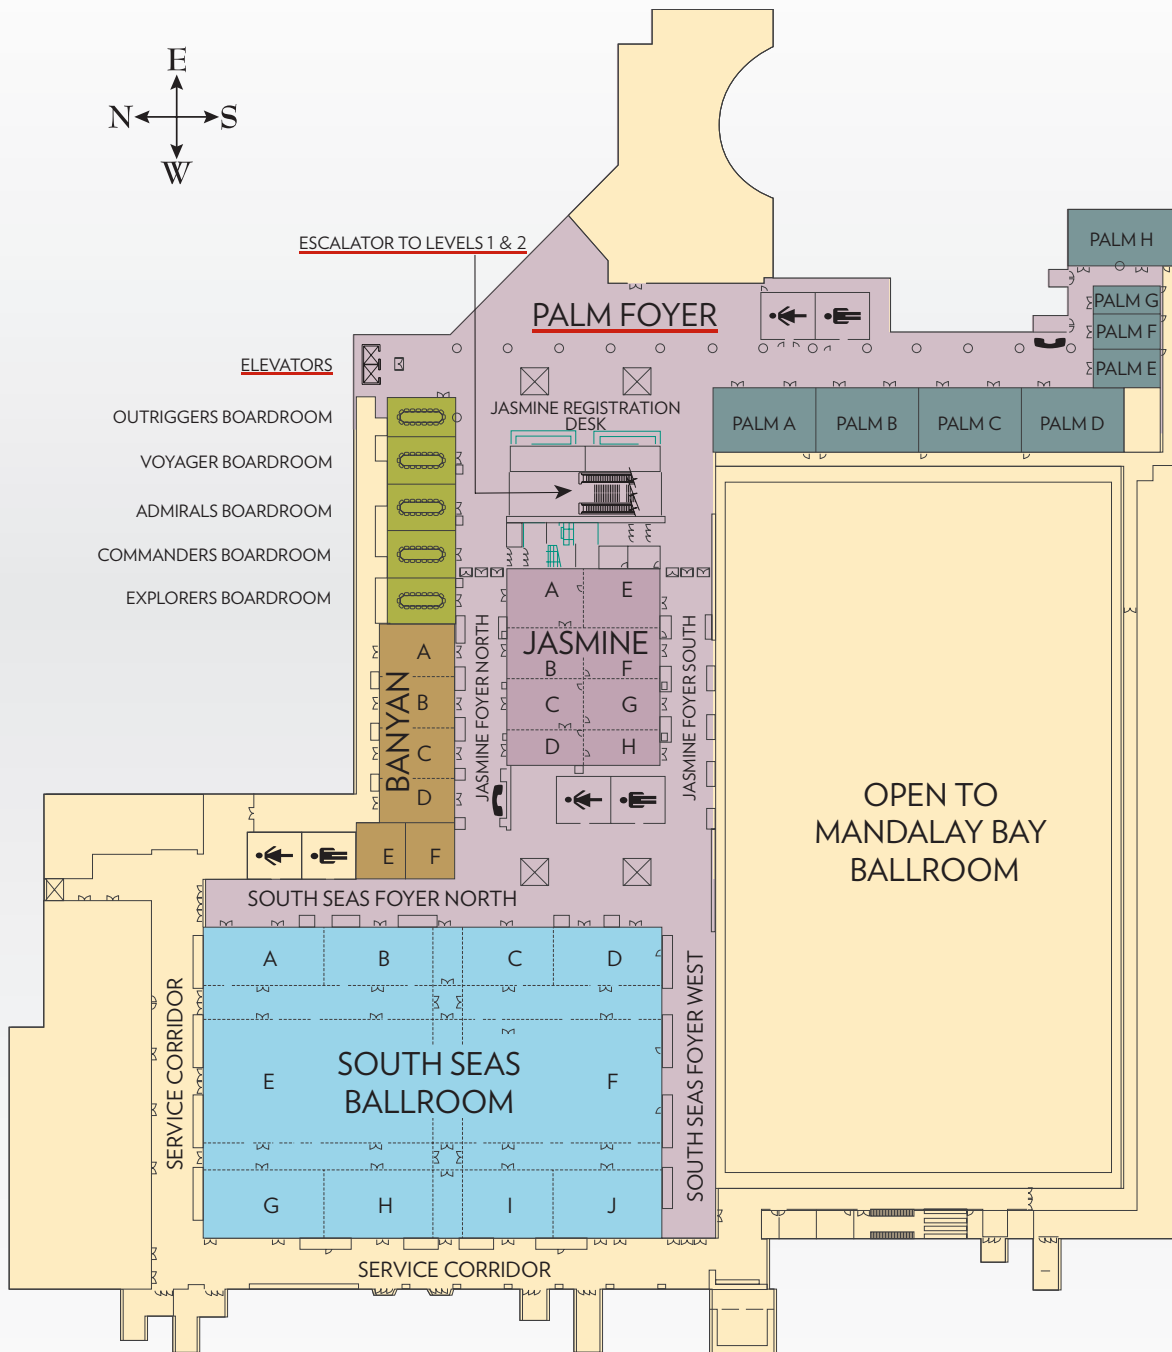 E
N S
W
ESCALATOR TO LEVELS 1 & 2
PALM FOYER
PALM H
PALM G
PALM F
PALM E
ELEVATORS
JASMINE REGISTRATION
DESK
PALM A PALM B PALM C PALM D
OUTRIGGERS BOARDROOM
VOYAGER BOARDROOM
ADMIRALS BOARDROOM
COMMANDERS BOARDROOM
EXPLORERS BOARDROOM
BANYAN
A
B
C
D
E F
JASMINE FOYER NORTH
A E
JASMINE
B F
C G
D H
JASMINE FOYER SOUTH
OPEN TO
MANDALAY BAY
BALLROOM
SOUTH SEAS FOYER NORTH
SERVICE CORRIDOR
A B C D
SOUTH SEAS
BALLROOM
E F
G H I J
SOUTH SEAS FOYER WEST
SERVICE CORRIDOR